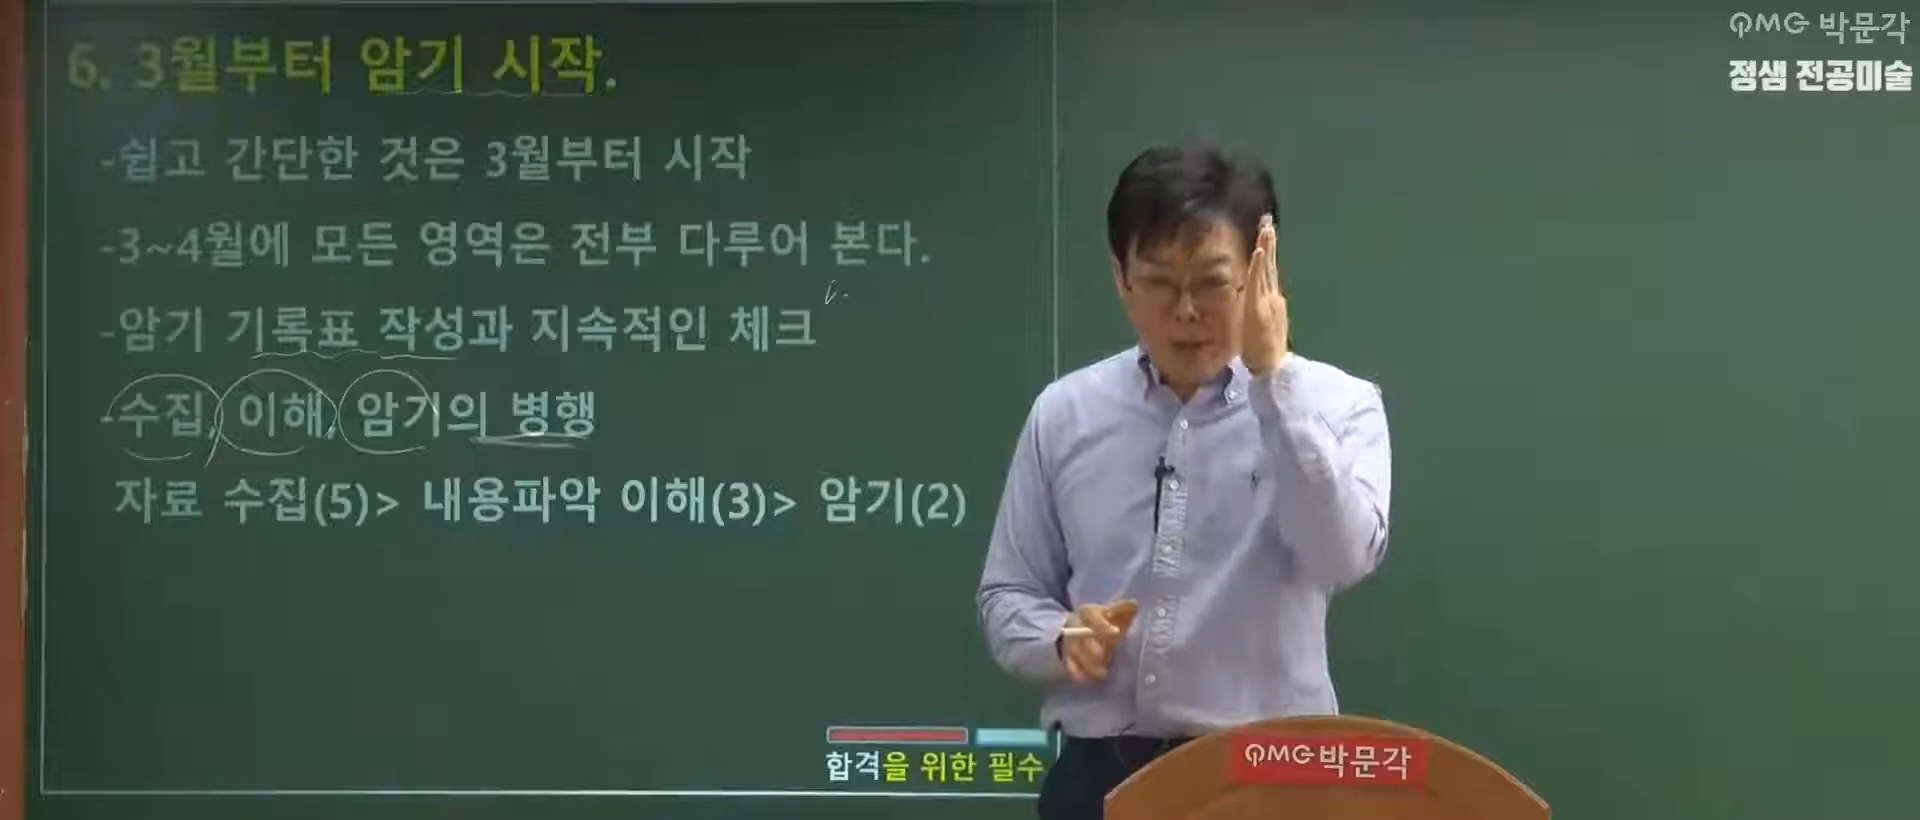 6. 3월부터 암기 시작.
-쉽고 간단한 것은 3월부터 시작
-3~4월에 모든 영역은 전부 다루어 본다.
-암기 기록표 작성과 지속적인 체크
-수집, 이해, 암기의 병행
자료 수집(5)> 내용파악 이해(3)> 암기(2)
합격을 위한 필수
PMG 박문각
정샘 전공미술
PMG 박문각